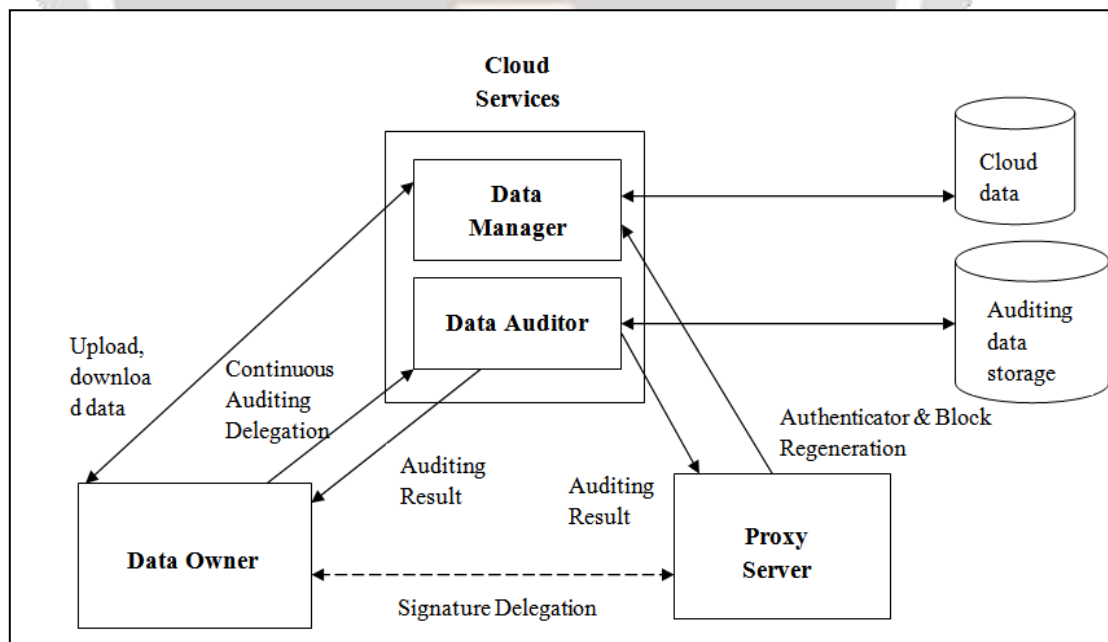 Cloud
Services
Data
Manager
Cloud
data
Data Auditor
Auditing
data
storage
Upload,
downloa
d data
Continuous
Auditing
Delegation
Auditing
Result
Auditing
Result
Authenticator & Block
Regeneration
Data Owner
Proxy
Server
Signature Delegation